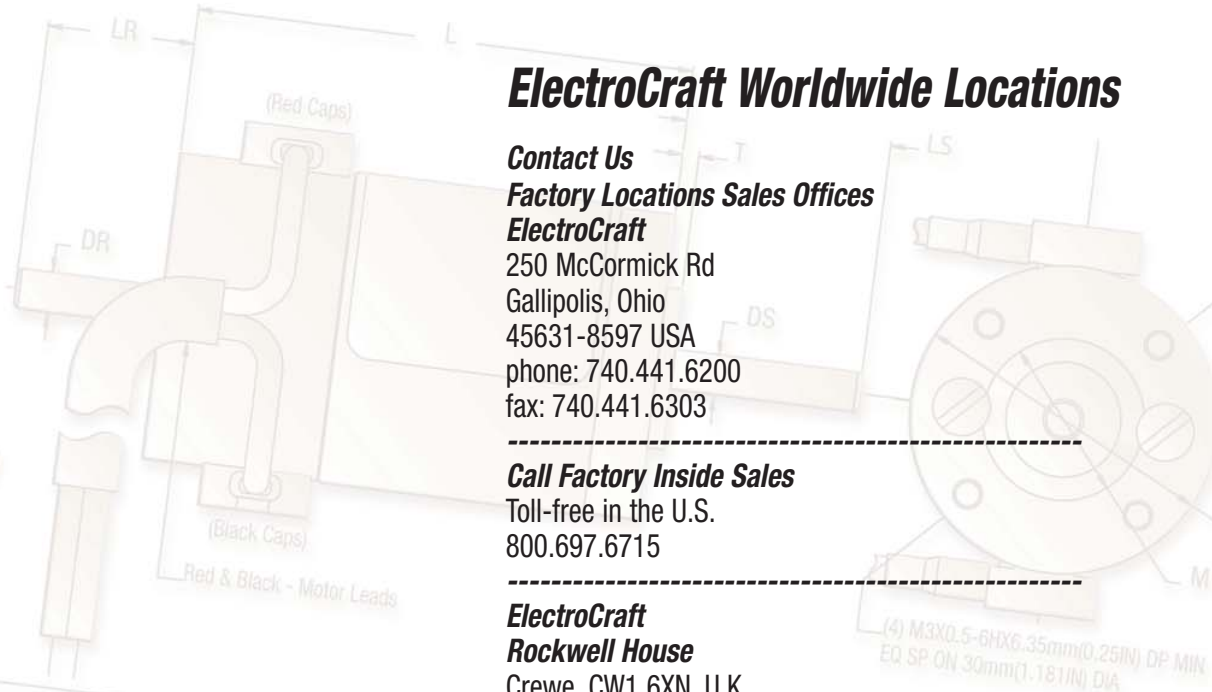 LR
L
ElectroCraft Worldwide Locations
(Red Caps)
T
LS
Contact Us
Factory Locations Sales Offices
ElectroCraft
DR
250 McCormick Rd
Gallipolis, Ohio
DS
45631-8597 USA
phone: 740.441.6200
fax: 740.441.6303
-----------------------------------------------------
Call Factory Inside Sales
Toll-free in the U.S.
(Black Caps)
800.697.6715
Red & Black - Motor Leads
-----------------------------------------------------
M
ElectroCraft
Rockwell House
(4) M3X0.5-6HX6.35mm(0.25IN) DP MIN.
EQ SP ON 30mm(1.181IN) DIA
Crewe, CW1 6XN, U.K.